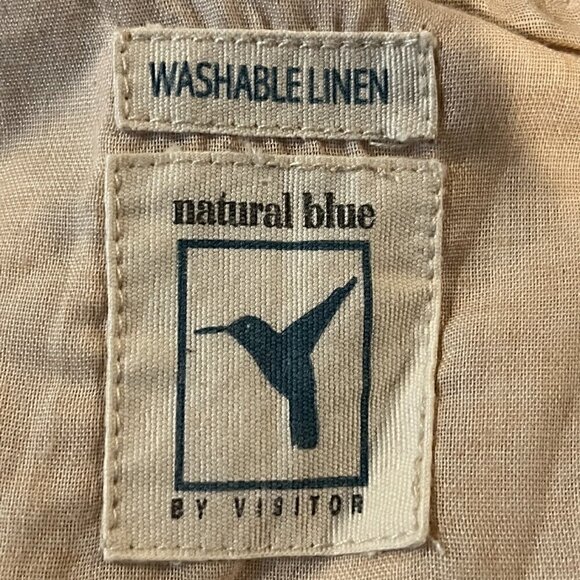 WASHABLE LINEN
natural blue
BY VISITOR